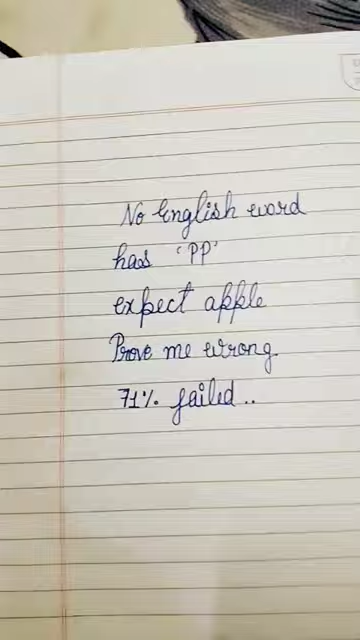 No English word
has 'PP'
expect apple
Prove me wrong
71% failed..